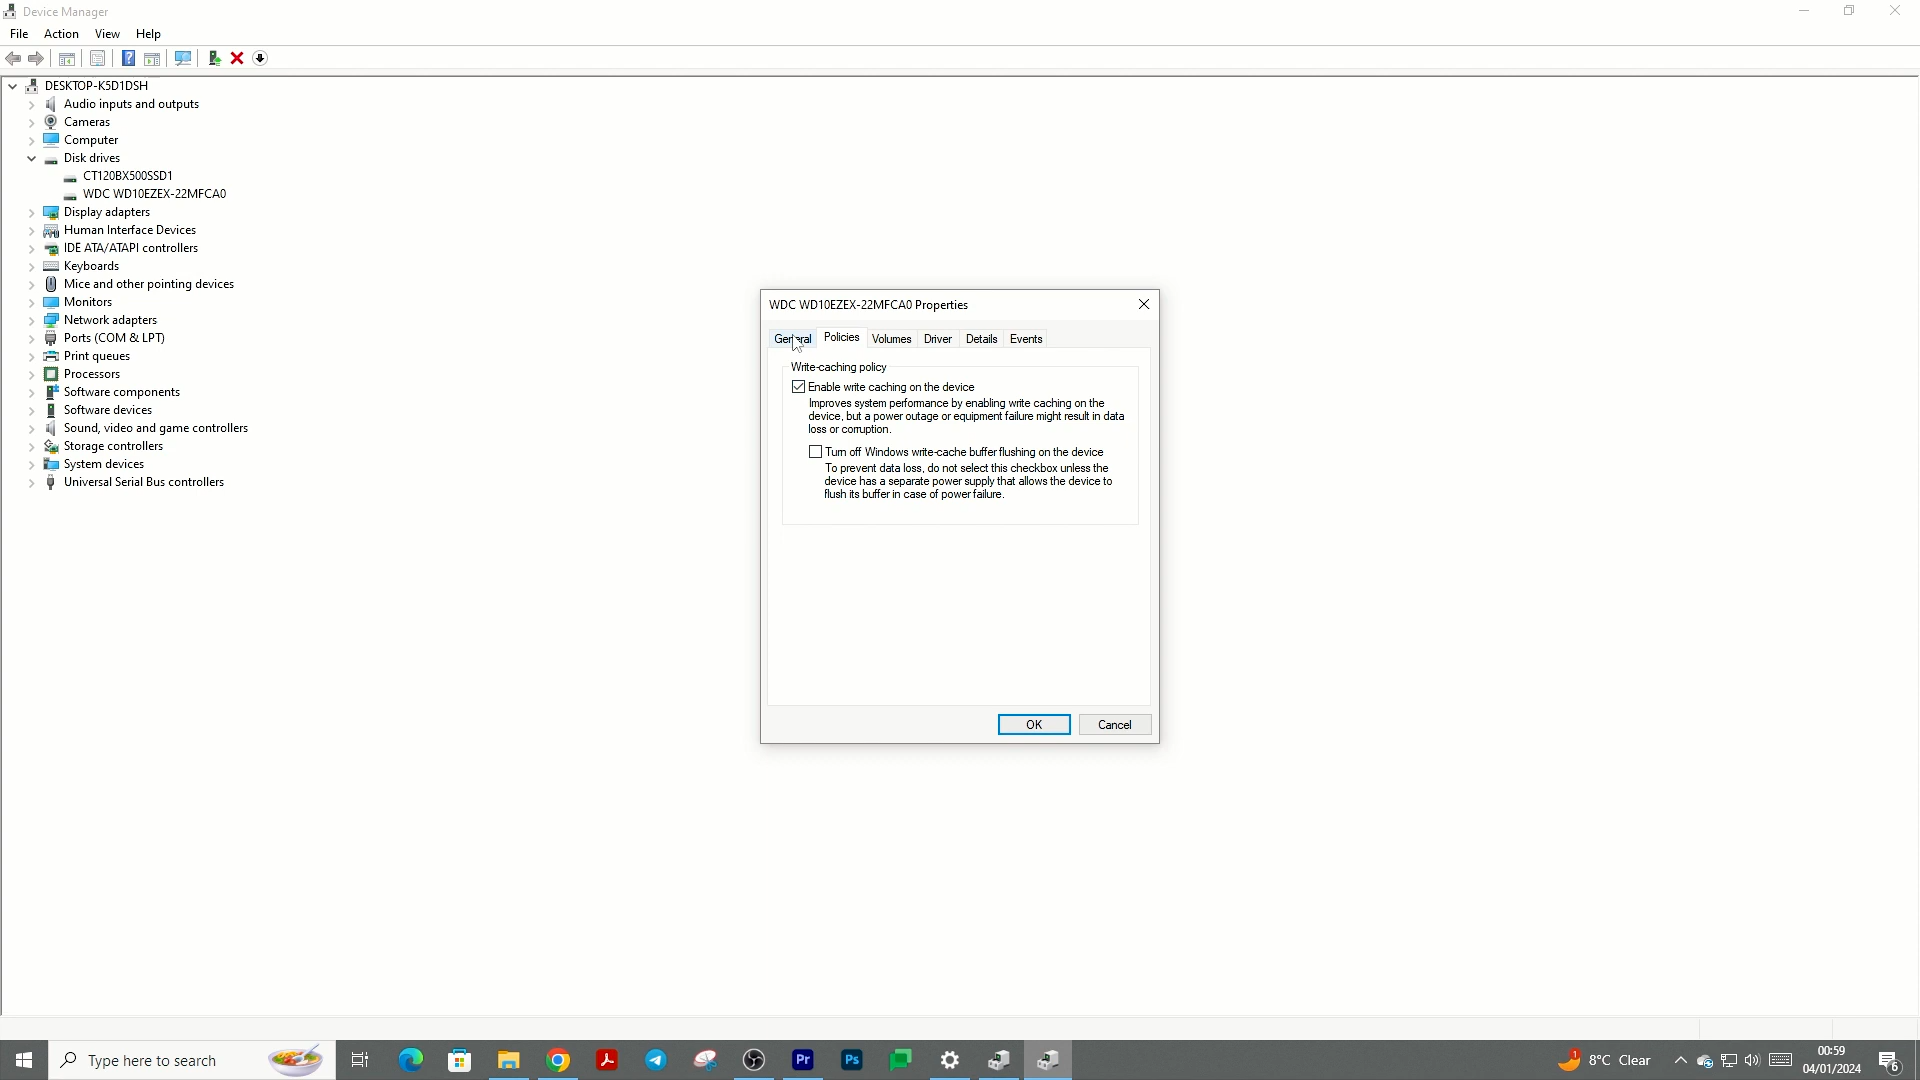 Device Manager
File Action View Help
DESKTOP-K5D1DSH
Audio inputs and outputs
Cameras
Computer
Disk drives
CT120BX500SSD1
WDC WD10EZEX-22MFCA0
Display adapters
Human Interface Devices
IDE ATA/ATAPI controllers
Keyboards
Mice and other pointing devices
Monitors
Network adapters
Ports (COM & LPT)
Print queues
Processors
Software components
Software devices
Sound, video and game controllers
Storage controllers
System devices
Universal Serial Bus controllers
WDC WD10EZEX-22MFCA0 Properties
General Policies Volumes Driver Details Events
Write-caching policy
Enable write caching on the device
Improves system performance by enabling write caching on the
device, but a power outage or equipment failure might result in data
loss or corruption.
Turn off Windows write-cache buffer flushing on the device
To prevent data loss, do not select this checkbox unless the
device has a separate power supply that allows the device to
flush its buffer in case of power failure.
OK Cancel
Type here to search
Pr
Ps
1
8°C Clear
00:59
04/01/2024
6